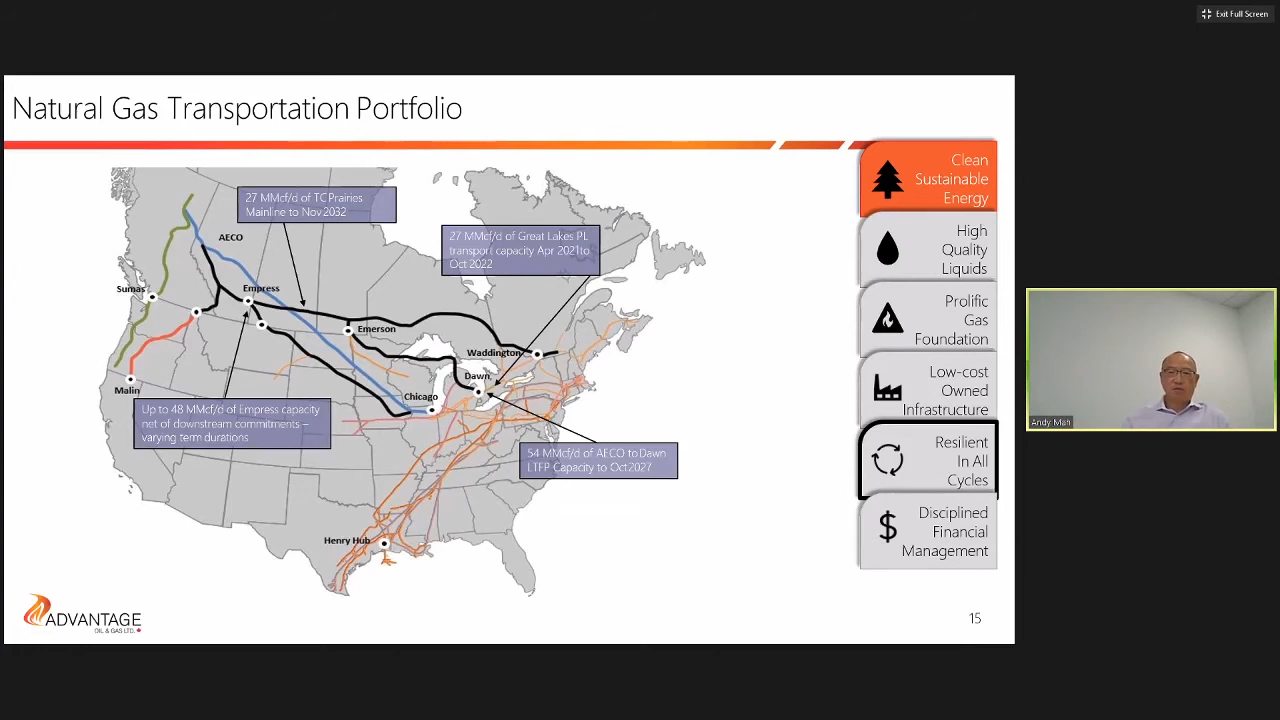 Exit Full Screen
Natural Gas Transportation Portfolio
27 MMcf/d of TC Prairies
Mainline to Nov 2032
27 MMcf/d of Great Lakes PL
transport capacity Apr 2021 to
Oct 2022
AECO
Sumas
Empress
Emerson
Waddington
Dawn
Malin
Chicago
Up to 48 MMcf/d of Empress capacity
net of downstream commitments –
varying term durations
54 MMcf/d of AECO to Dawn
LTFP Capacity to Oct 2027
Henry Hub
Clean
Sustainable
Energy
High
Quality
Liquids
Prolific
Gas
Foundation
Low-cost
Owned
Infrastructure
Resilient
In All
Cycles
$
Disciplined
Financial
Management
Andy Mah
ADVANTAGE
OIL & GAS LTD.
15